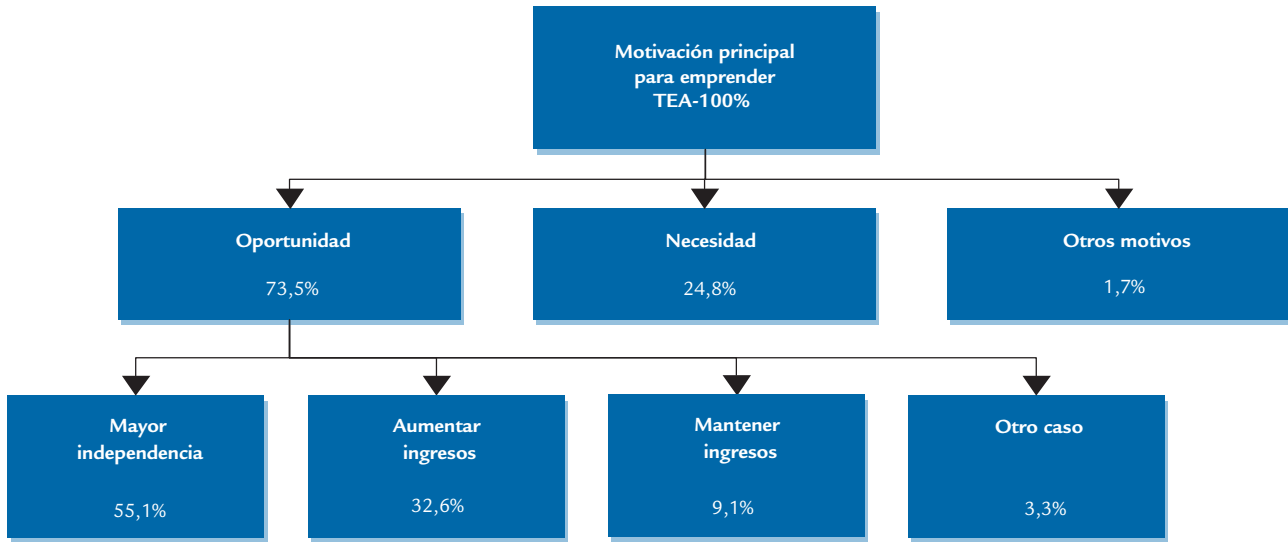 Motivación principal
para emprender
TEA-100%
Oportunidad
73,5%
Necesidad
24,8%
Otros motivos
1,7%
Mayor
independencia
55,1%
Aumentar
ingresos
32,6%
Mantener
ingresos
9,1%
Otro caso
3,3%